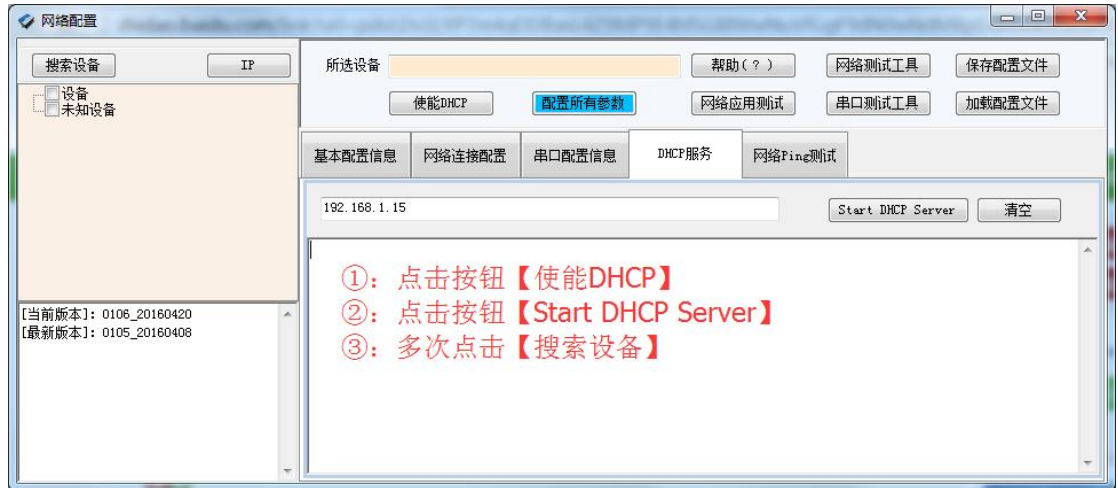 网络配置
搜索设备
IP
设备
未知设备
[当前版本]: 0106_20160420
[最新版本]: 0105_20160408
所选设备
帮助(?)
网络测试工具
保存配置文件
使能DHCP
配置所有参数
网络应用测试
串口测试工具
加载配置文件
基本配置信息
网络连接配置
串口配置信息
DHCP服务
网络Ping测试
192.168.1.15
Start DHCP Server
清空
①：点击按钮【使能DHCP】
②：点击按钮【Start DHCP Server】
③：多次点击【搜索设备】